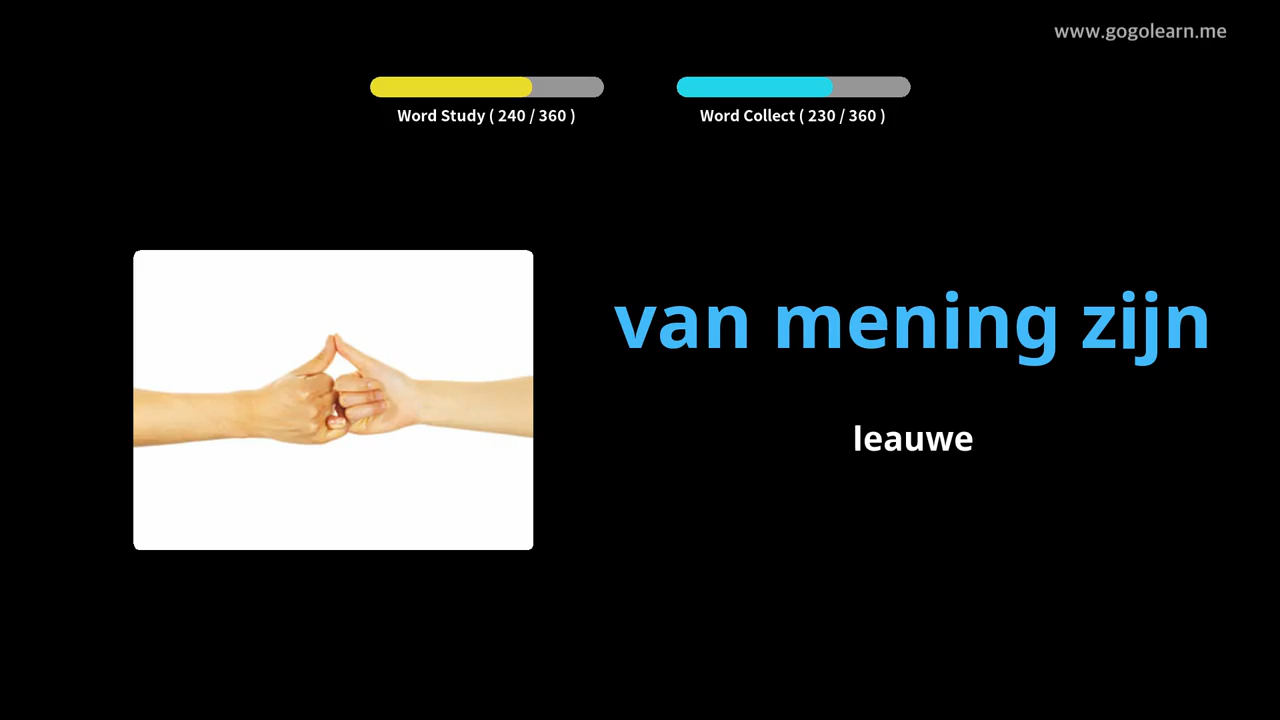 www.gogolearn.me
Word Study ( 240 / 360 )
Word Collect ( 230 / 360 )
van mening zijn
leauwe